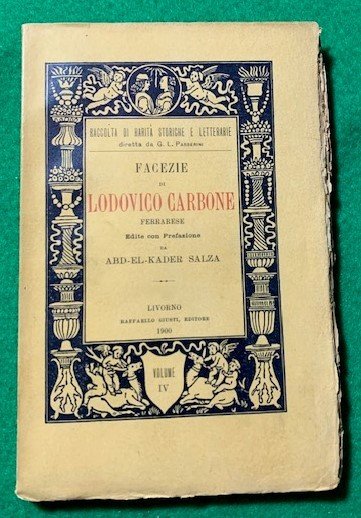 RACCOLTA DI RARITÀ STORICHE E LETTERARIE
diretta da G. L. PASSERINI
FACEZIE
DI
LODOVICO CARBONE
FERRARESE
Edite con Prefazione
DA
ABD-EL-KADER SALZA
LIVORNO
RAFFAELLO GIUSTI, EDITORE
1900
VOLUME
IV